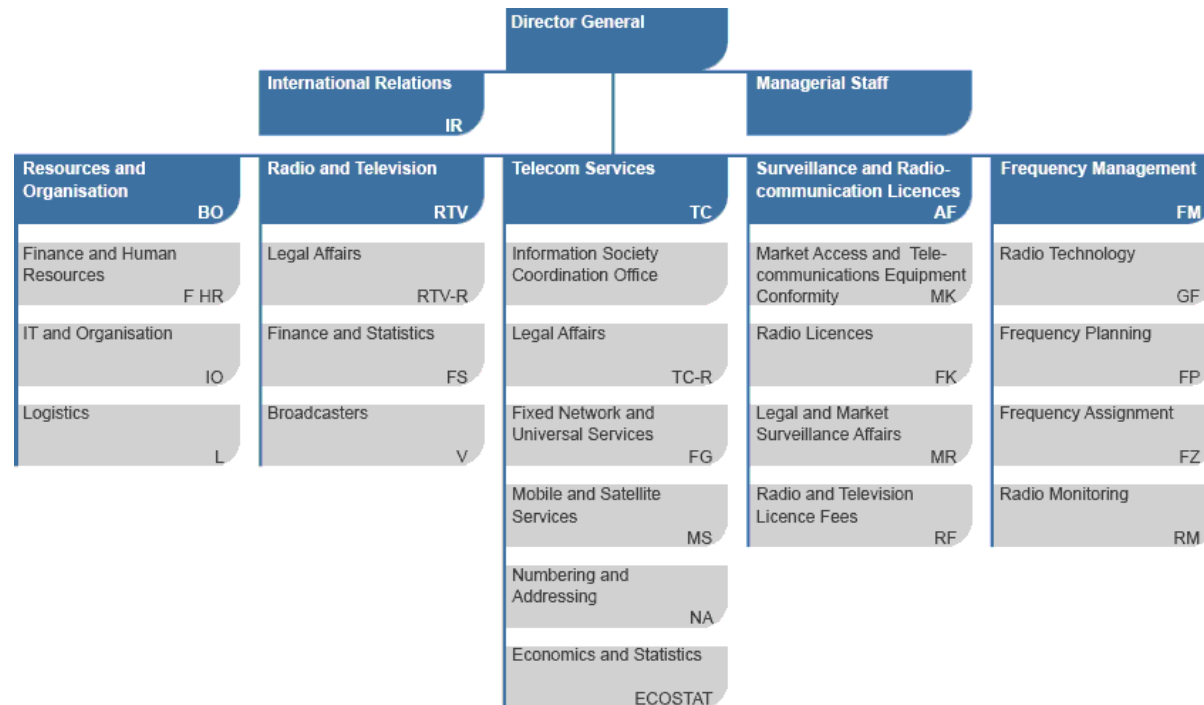 Director General
International Relations
IR
Managerial Staff
Resources and
Organisation
BO
Radio and Television
RTV
Telecom Services
TC
Surveillance and Radio-
communication Licences
AF
Frequency Management
FM
Finance and Human
Resources
F HR
IT and Organisation
IO
Logistics
L
Legal Affairs
RTV-R
Finance and Statistics
FS
Broadcasters
V
Information Society
Coordination Office
Legal Affairs
TC-R
Fixed Network and
Universal Services
FG
Mobile and Satellite
Services
MS
Numbering and
Addressing
NA
Economics and Statistics
ECOSTAT
Market Access and Tele-
communications Equipment
Conformity MK
Radio Licences
FK
Legal and Market
Surveillance Affairs
MR
Radio and Television
Licence Fees
RF
Radio Technology
GF
Frequency Planning
FP
Frequency Assignment
FZ
Radio Monitoring
RM